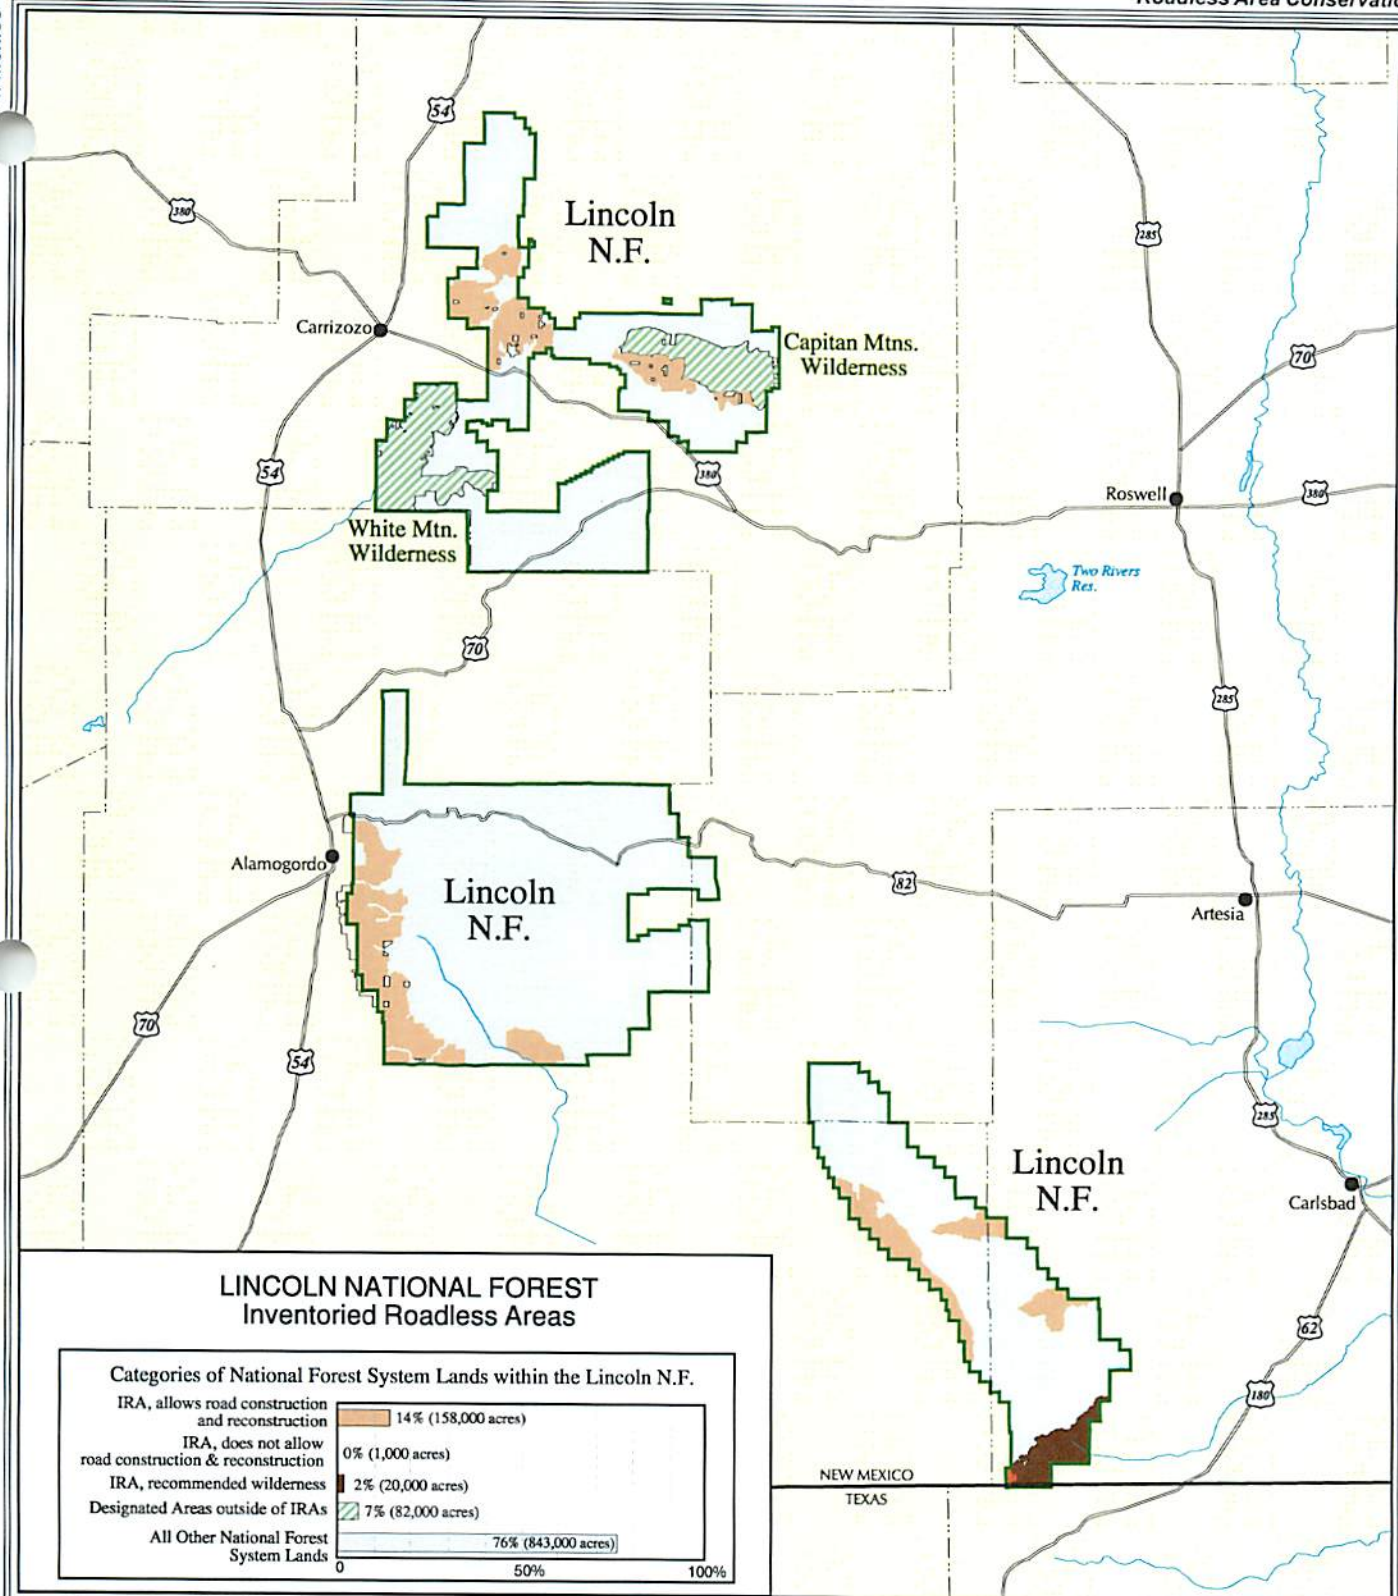 Roadless Area Conservatio
54
380
Lincoln
N.F.
285
Carrizozo
Capitan Mtns.
Wilderness
70
54
380
Roswell
380
White Mtn.
Wilderness
Two Rivers
Res.
70
285
Alamogordo
Lincoln
N.F.
82
Artesia
70
54
285
Lincoln
N.F.
Carlsbad
62
180
NEW MEXICO
TEXAS
LINCOLN NATIONAL FOREST
Inventoried Roadless Areas
Categories of National Forest System Lands within the Lincoln N.F.
IRA, allows road construction
and reconstruction
14% (158,000 acres)
IRA, does not allow
road construction & reconstruction
0% (1,000 acres)
IRA, recommended wilderness
2% (20,000 acres)
Designated Areas outside of IRAs
7% (82,000 acres)
All Other National Forest
System Lands
76% (843,000 acres)
0
50%
100%